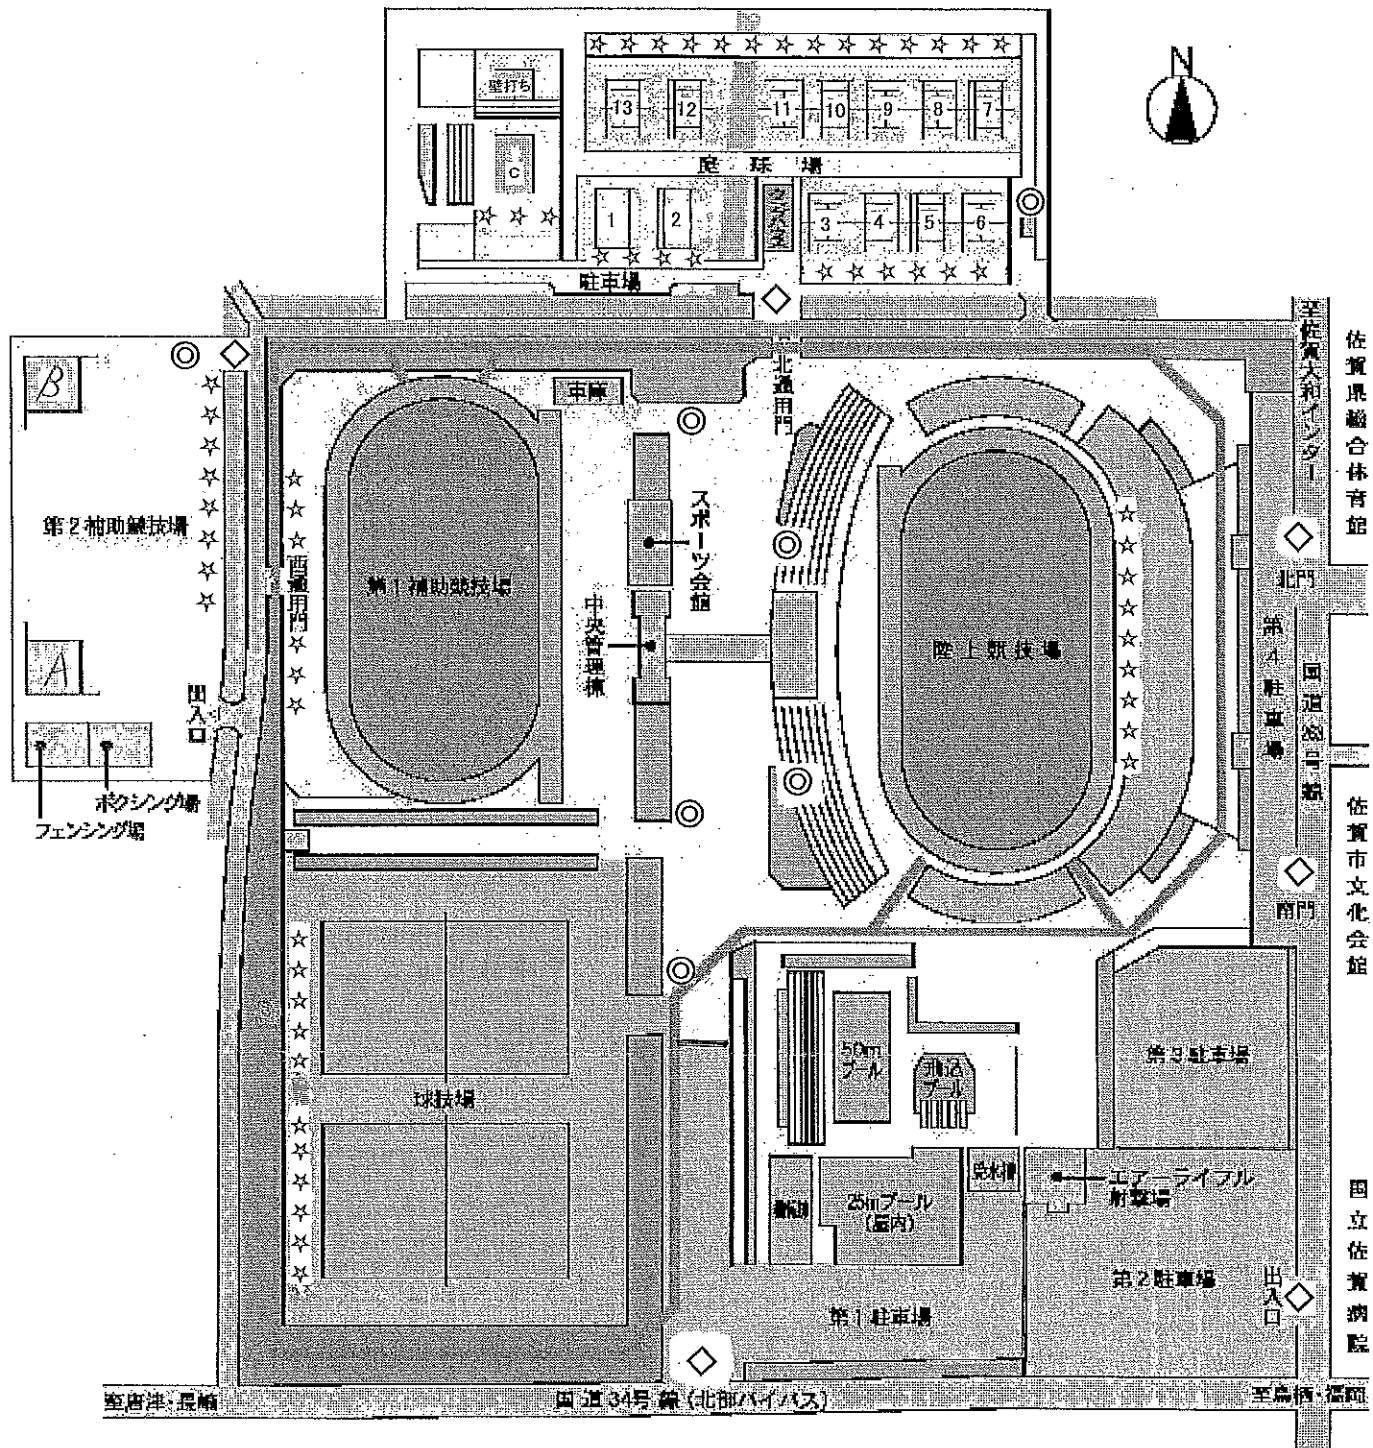 N
壁打ち
13
12
11
10
9
8
7
庭球場
C
1
2
3
4
5
6
駐車場
至佐賀大和インター
佐賀県総合体育館
B
車庫
北通用門
スポーツ会館
第2補助競技場
西通用門
第1補助競技場
中央管理棟
陸上競技場
北門
第4駐車場
国道263号線
A
出入口
ボクシング場
フェンシング場
佐賀市文化会館
南門
50m
プール
飛込
プール
第3駐車場
球技場
受水槽
エアーライフル
射撃場
25mプール
(屋内)
国立佐賀病院
第2駐車場
出入口
第1駐車場
至唐津・長崎
国道34号線(北部バイパス)
至鳥栖・福岡